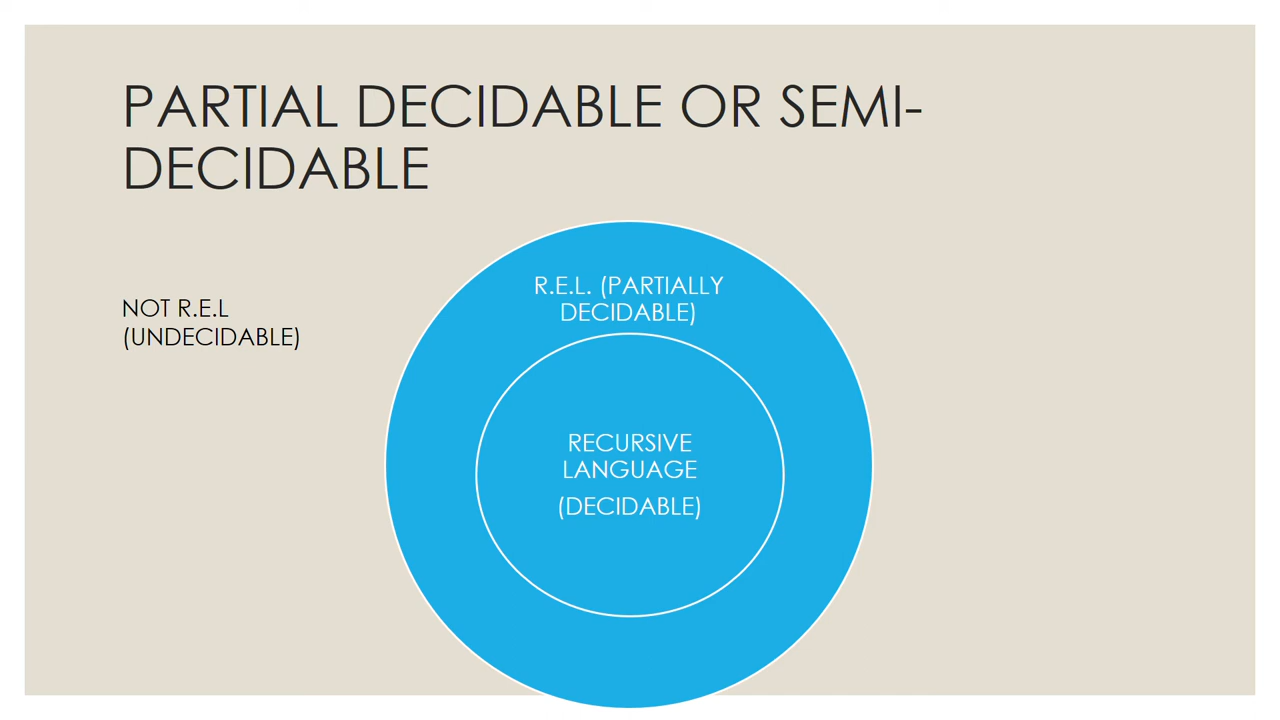 PARTIAL DECIDABLE OR SEMI-
DECIDABLE
NOT R.E.L
(UNDECIDABLE)
R.E.L. (PARTIALLY
DECIDABLE)
RECURSIVE
LANGUAGE
(DECIDABLE)